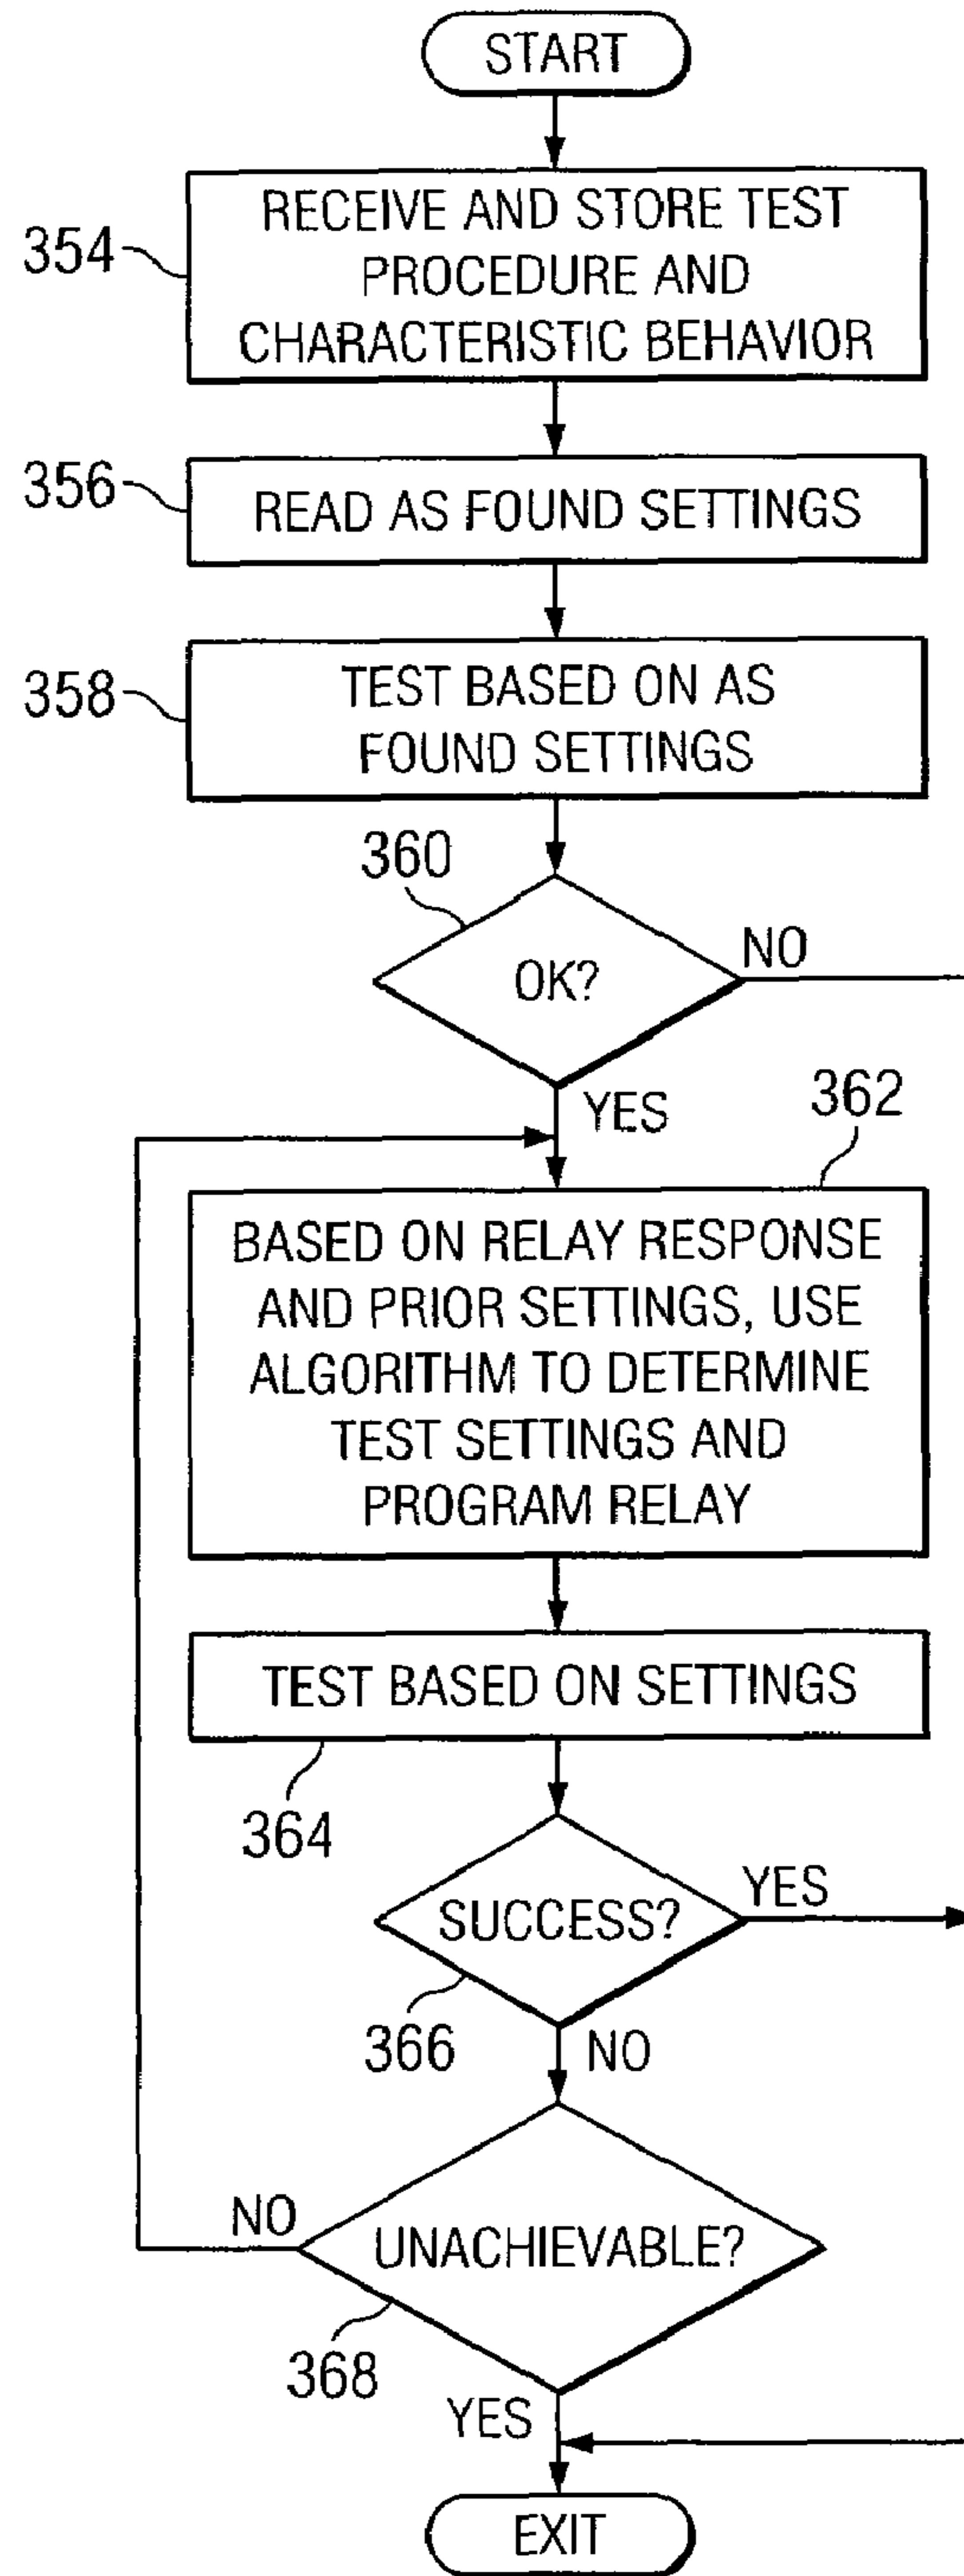 START
354
RECEIVE AND STORE TEST
PROCEDURE AND
CHARACTERISTIC BEHAVIOR
356
READ AS FOUND SETTINGS
358
TEST BASED ON AS
FOUND SETTINGS
360
OK?
NO
YES
362
BASED ON RELAY RESPONSE
AND PRIOR SETTINGS, USE
ALGORITHM TO DETERMINE
TEST SETTINGS AND
PROGRAM RELAY
TEST BASED ON SETTINGS
364
SUCCESS?
YES
366
NO
NO
UNACHIEVABLE?
368
YES
EXIT